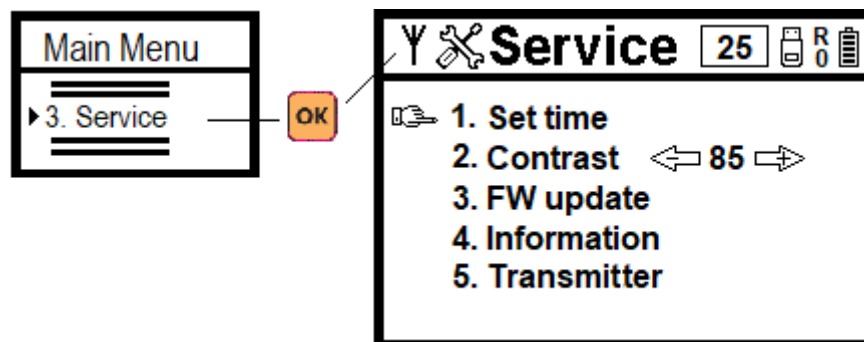 Main Menu
3. Service
OK
Service 25 R 0
1. Set time
2. Contrast 85
3. FW update
4. Information
5. Transmitter